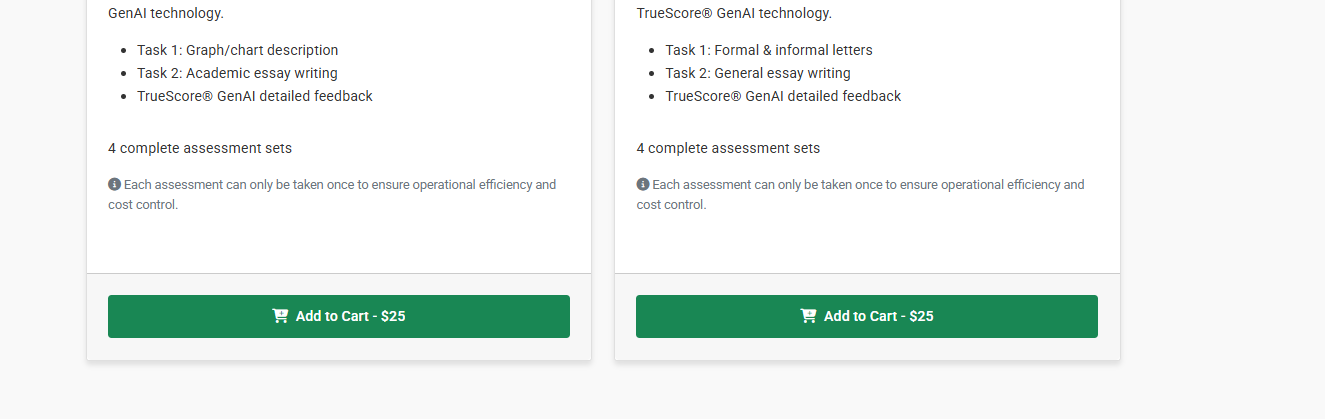 GenAI technology.
Task 1: Graph/chart description
Task 2: Academic essay writing
TrueScore® GenAI detailed feedback
4 complete assessment sets
Each assessment can only be taken once to ensure operational efficiency and
cost control.
Add to Cart - $25
TrueScore® GenAI technology.
Task 1: Formal & informal letters
Task 2: General essay writing
TrueScore® GenAI detailed feedback
4 complete assessment sets
Each assessment can only be taken once to ensure operational efficiency and
cost control.
Add to Cart - $25